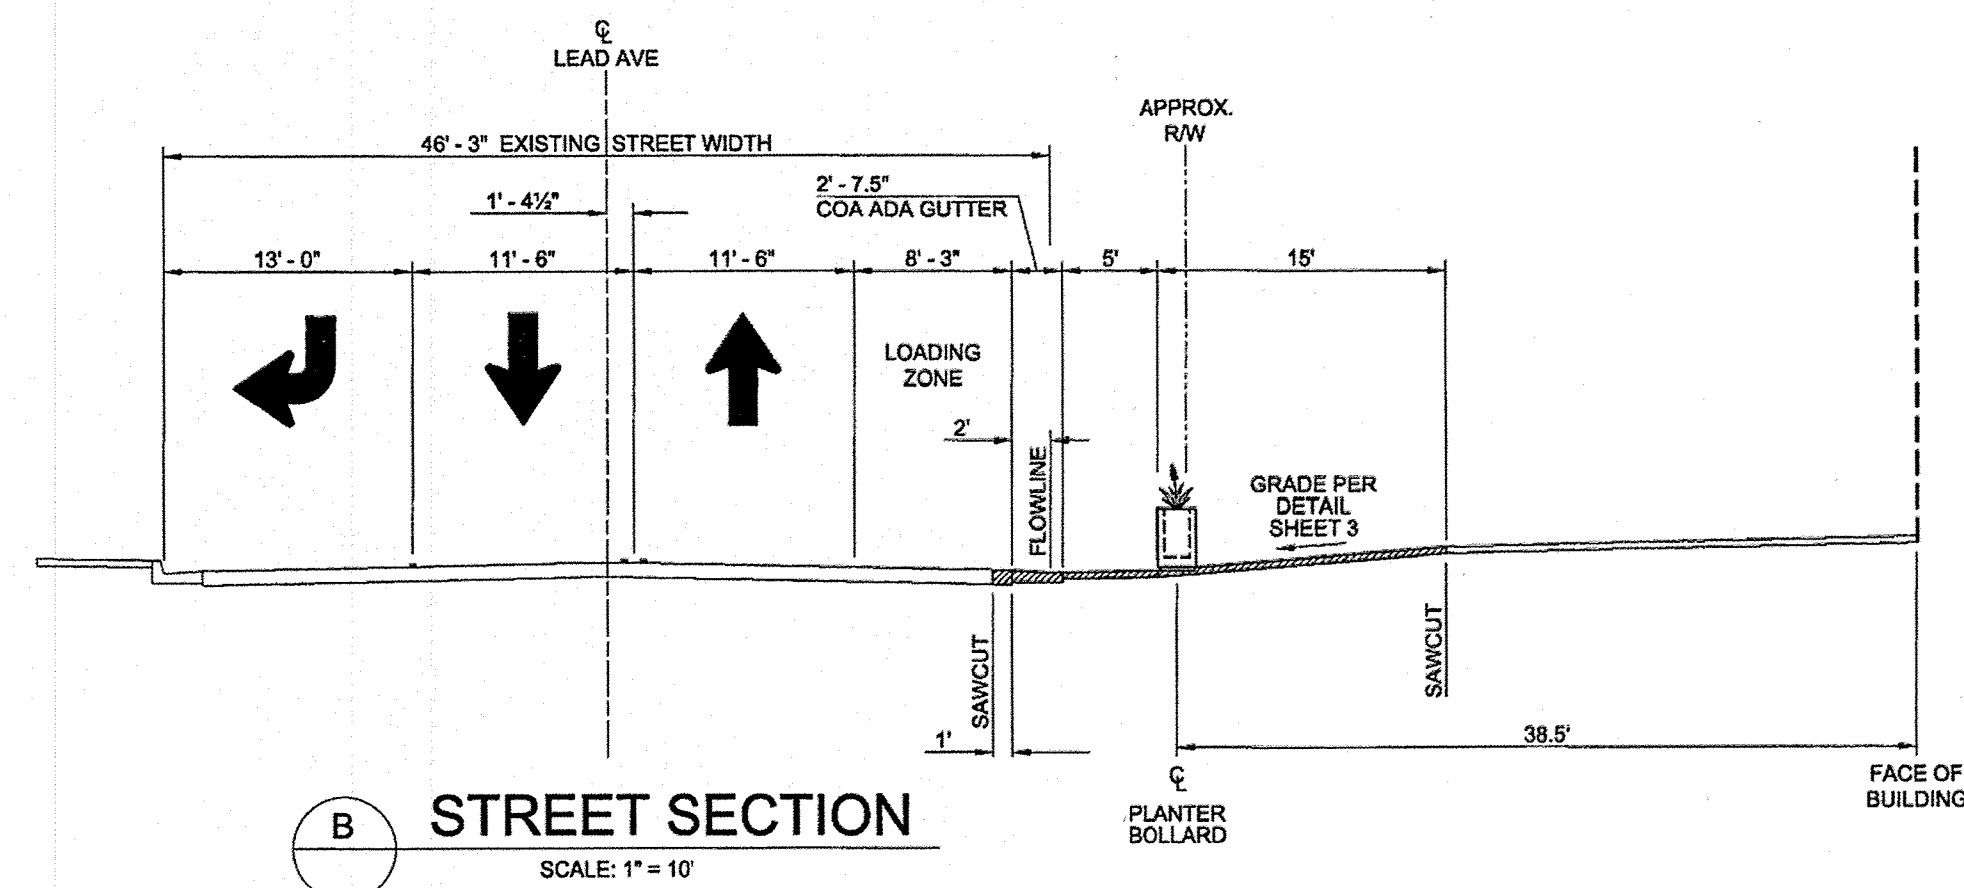 ℄
LEAD AVE
APPROX.
R/W
46' - 3" EXISTING STREET WIDTH
2' - 7.5"
COA ADA GUTTER
1' - 4½"
13' - 0"
11' - 6"
11' - 6"
8' - 3"
5'
15'
LOADING
ZONE
2'
FLOWLINE
GRADE PER
DETAIL
SHEET 3
SAWCUT
SAWCUT
1'
38.5'
℄
PLANTER
BOLLARD
FACE OF
BUILDING
B
STREET SECTION
SCALE: 1" = 10'